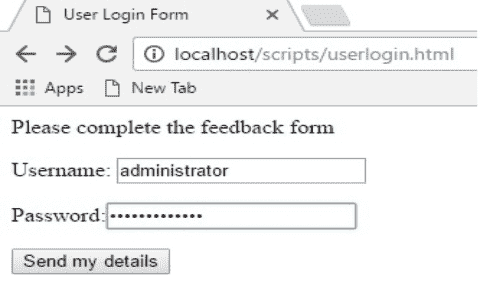 User Login Form
localhost/scripts/userlogin.html
Apps New Tab
Please complete the feedback form
Username: administrator
Password: •••••••••••••
Send my details